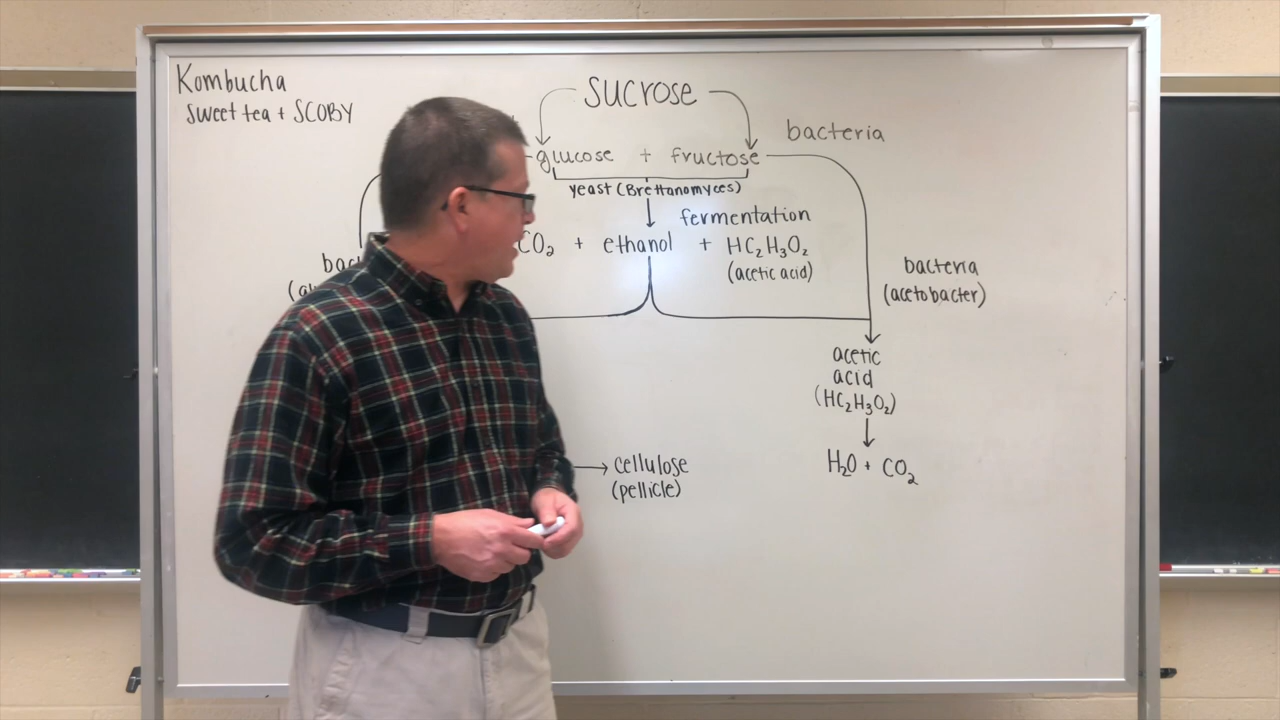 Kombucha
sweet tea + SCOBY
sucrose
bacteria
glucose + fructose
yeast (Brettanomyces)
fermentation
CO₂ + ethanol + HC₂H₃O₂
(acetic acid)
bacteria
(acetobacter)
acetic
acid
(HC₂H₃O₂)
H₂O + CO₂
cellulose
(pellicle)